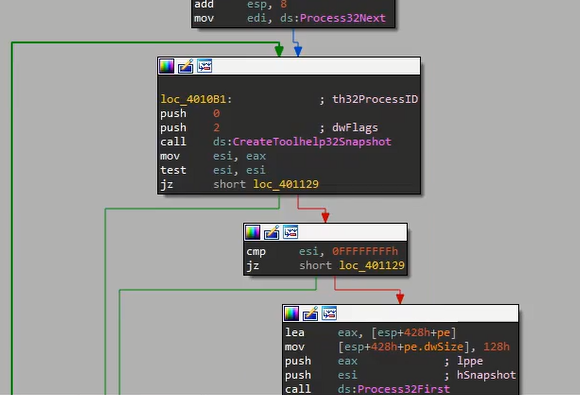 add esp, 8
mov edi, ds:Process32Next
loc_4010B1: ; th32ProcessID
push 0
push 2 ; dwFlags
call ds:CreateToolhelp32Snapshot
mov esi, eax
test esi, esi
jz short loc_401129
cmp esi, 0FFFFFFFFh
jz short loc_401129
lea eax, [esp+428h+pe]
mov [esp+428h+pe.dwSize], 128h
push eax ; lppe
push esi ; hSnapshot
call ds:Process32First